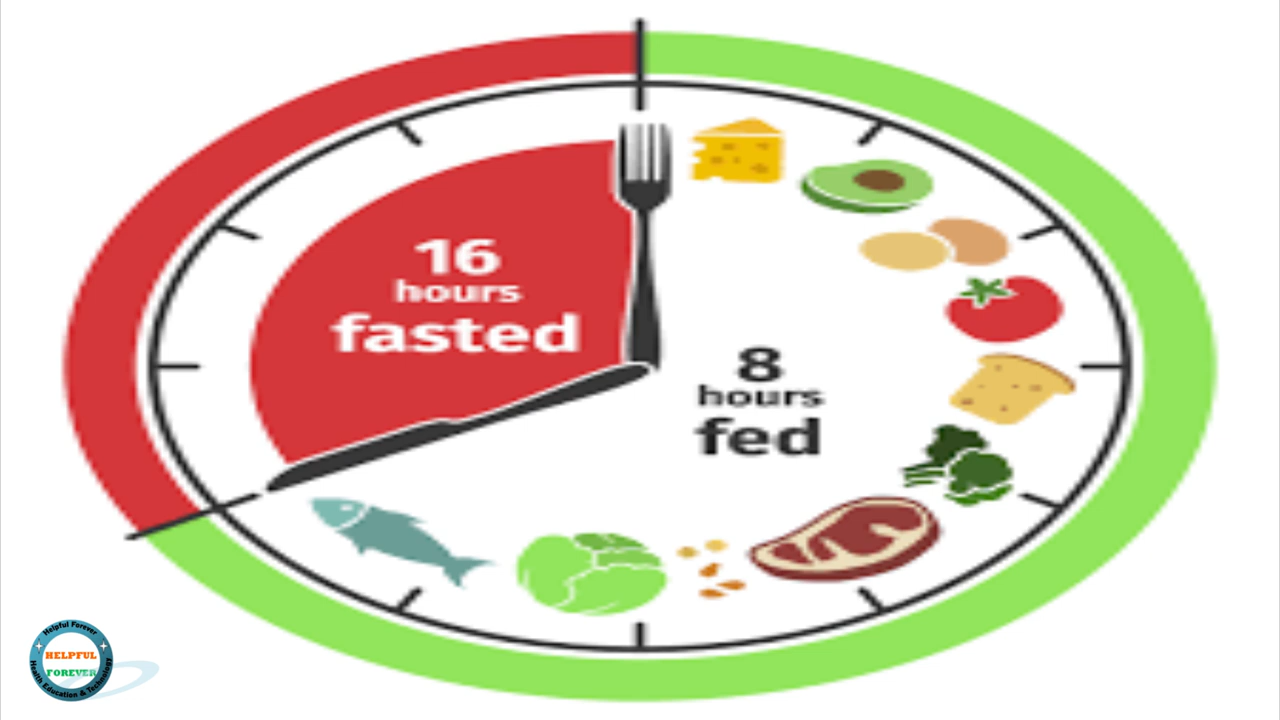 16
hours
fasted
8
hours
fed
Helpful Forever
HELPFUL
FOREVER
Health Education & Technology